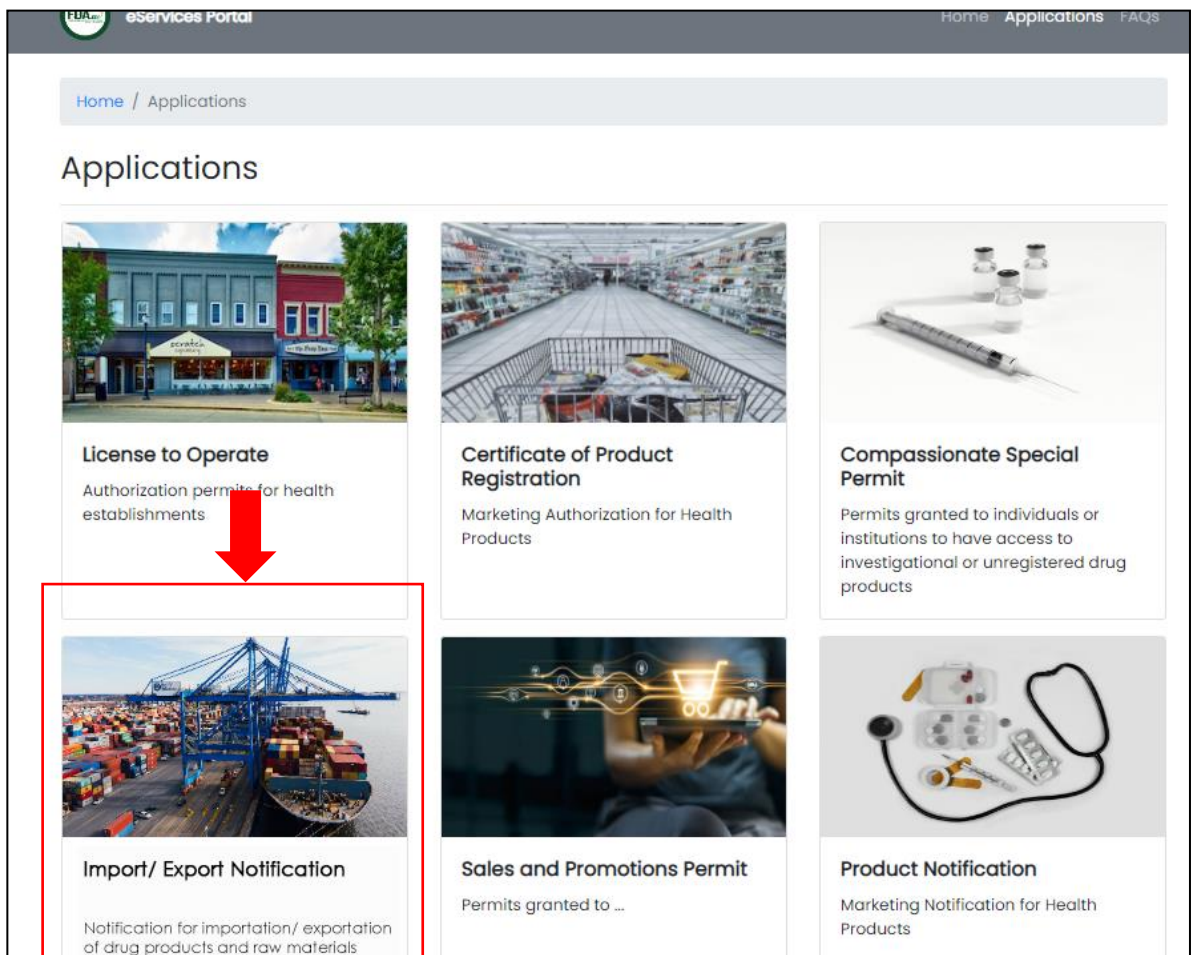 FDA
eServices Portal
Home Applications FAQs
Home / Applications
Applications
scratch
License to Operate
Authorization permits for health
establishments
Certificate of Product
Registration
Marketing Authorization for Health
Products
Compassionate Special
Permit
Permits granted to individuals or
institutions to have access to
investigational or unregistered drug
products
Import/ Export Notification
Notification for importation/ exportation
of drug products and raw materials
Sales and Promotions Permit
Permits granted to ...
Product Notification
Marketing Notification for Health
Products